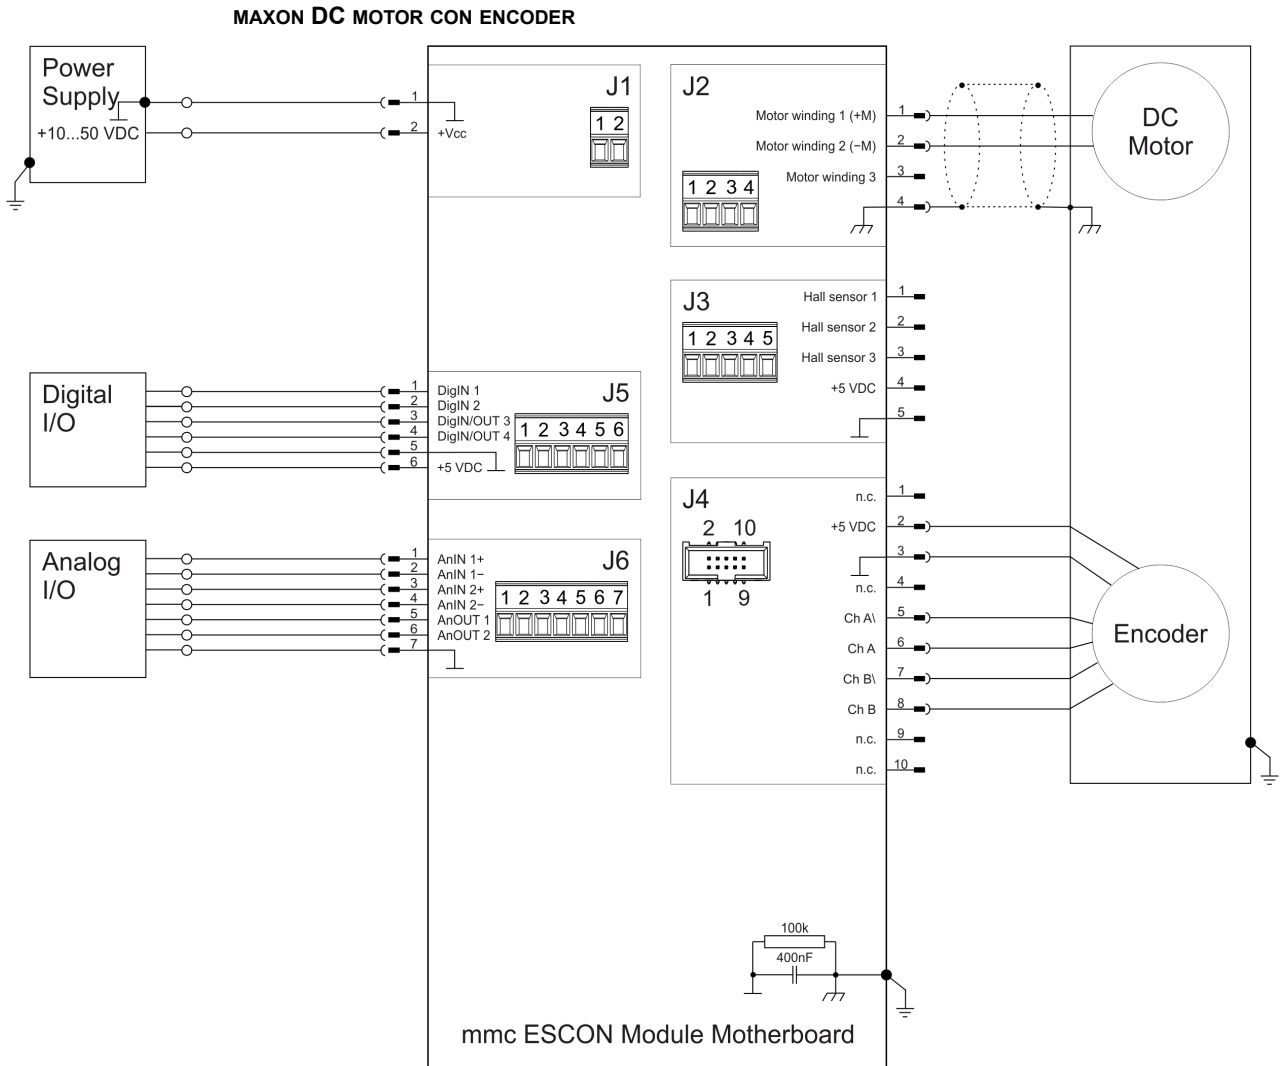 MAXON DC MOTOR CON ENCODER
Power
Supply
+10...50 VDC
1
2
+Vcc
J1
1 2
J2
1 2 3 4
Motor winding 1 (+M)
1
Motor winding 2 (−M)
2
Motor winding 3
3
4
DC
Motor
J3
1 2 3 4 5
Hall sensor 1
1
Hall sensor 2
2
Hall sensor 3
3
+5 VDC
4
5
Digital
I/O
1
DigIN 1
2
DigIN 2
3
DigIN/OUT 3
4
DigIN/OUT 4
5
6
+5 VDC
J5
1 2 3 4 5 6
J4
2 10
1 9
n.c.
1
+5 VDC
2
3
n.c.
4
Ch A\
5
Ch A
6
Ch B\
7
Ch B
8
n.c.
9
n.c.
10
Encoder
Analog
I/O
1
AnIN 1+
2
AnIN 1−
3
AnIN 2+
4
AnIN 2−
5
AnOUT 1
6
AnOUT 2
7
J6
1 2 3 4 5 6 7
100k
400nF
mmc ESCON Module Motherboard